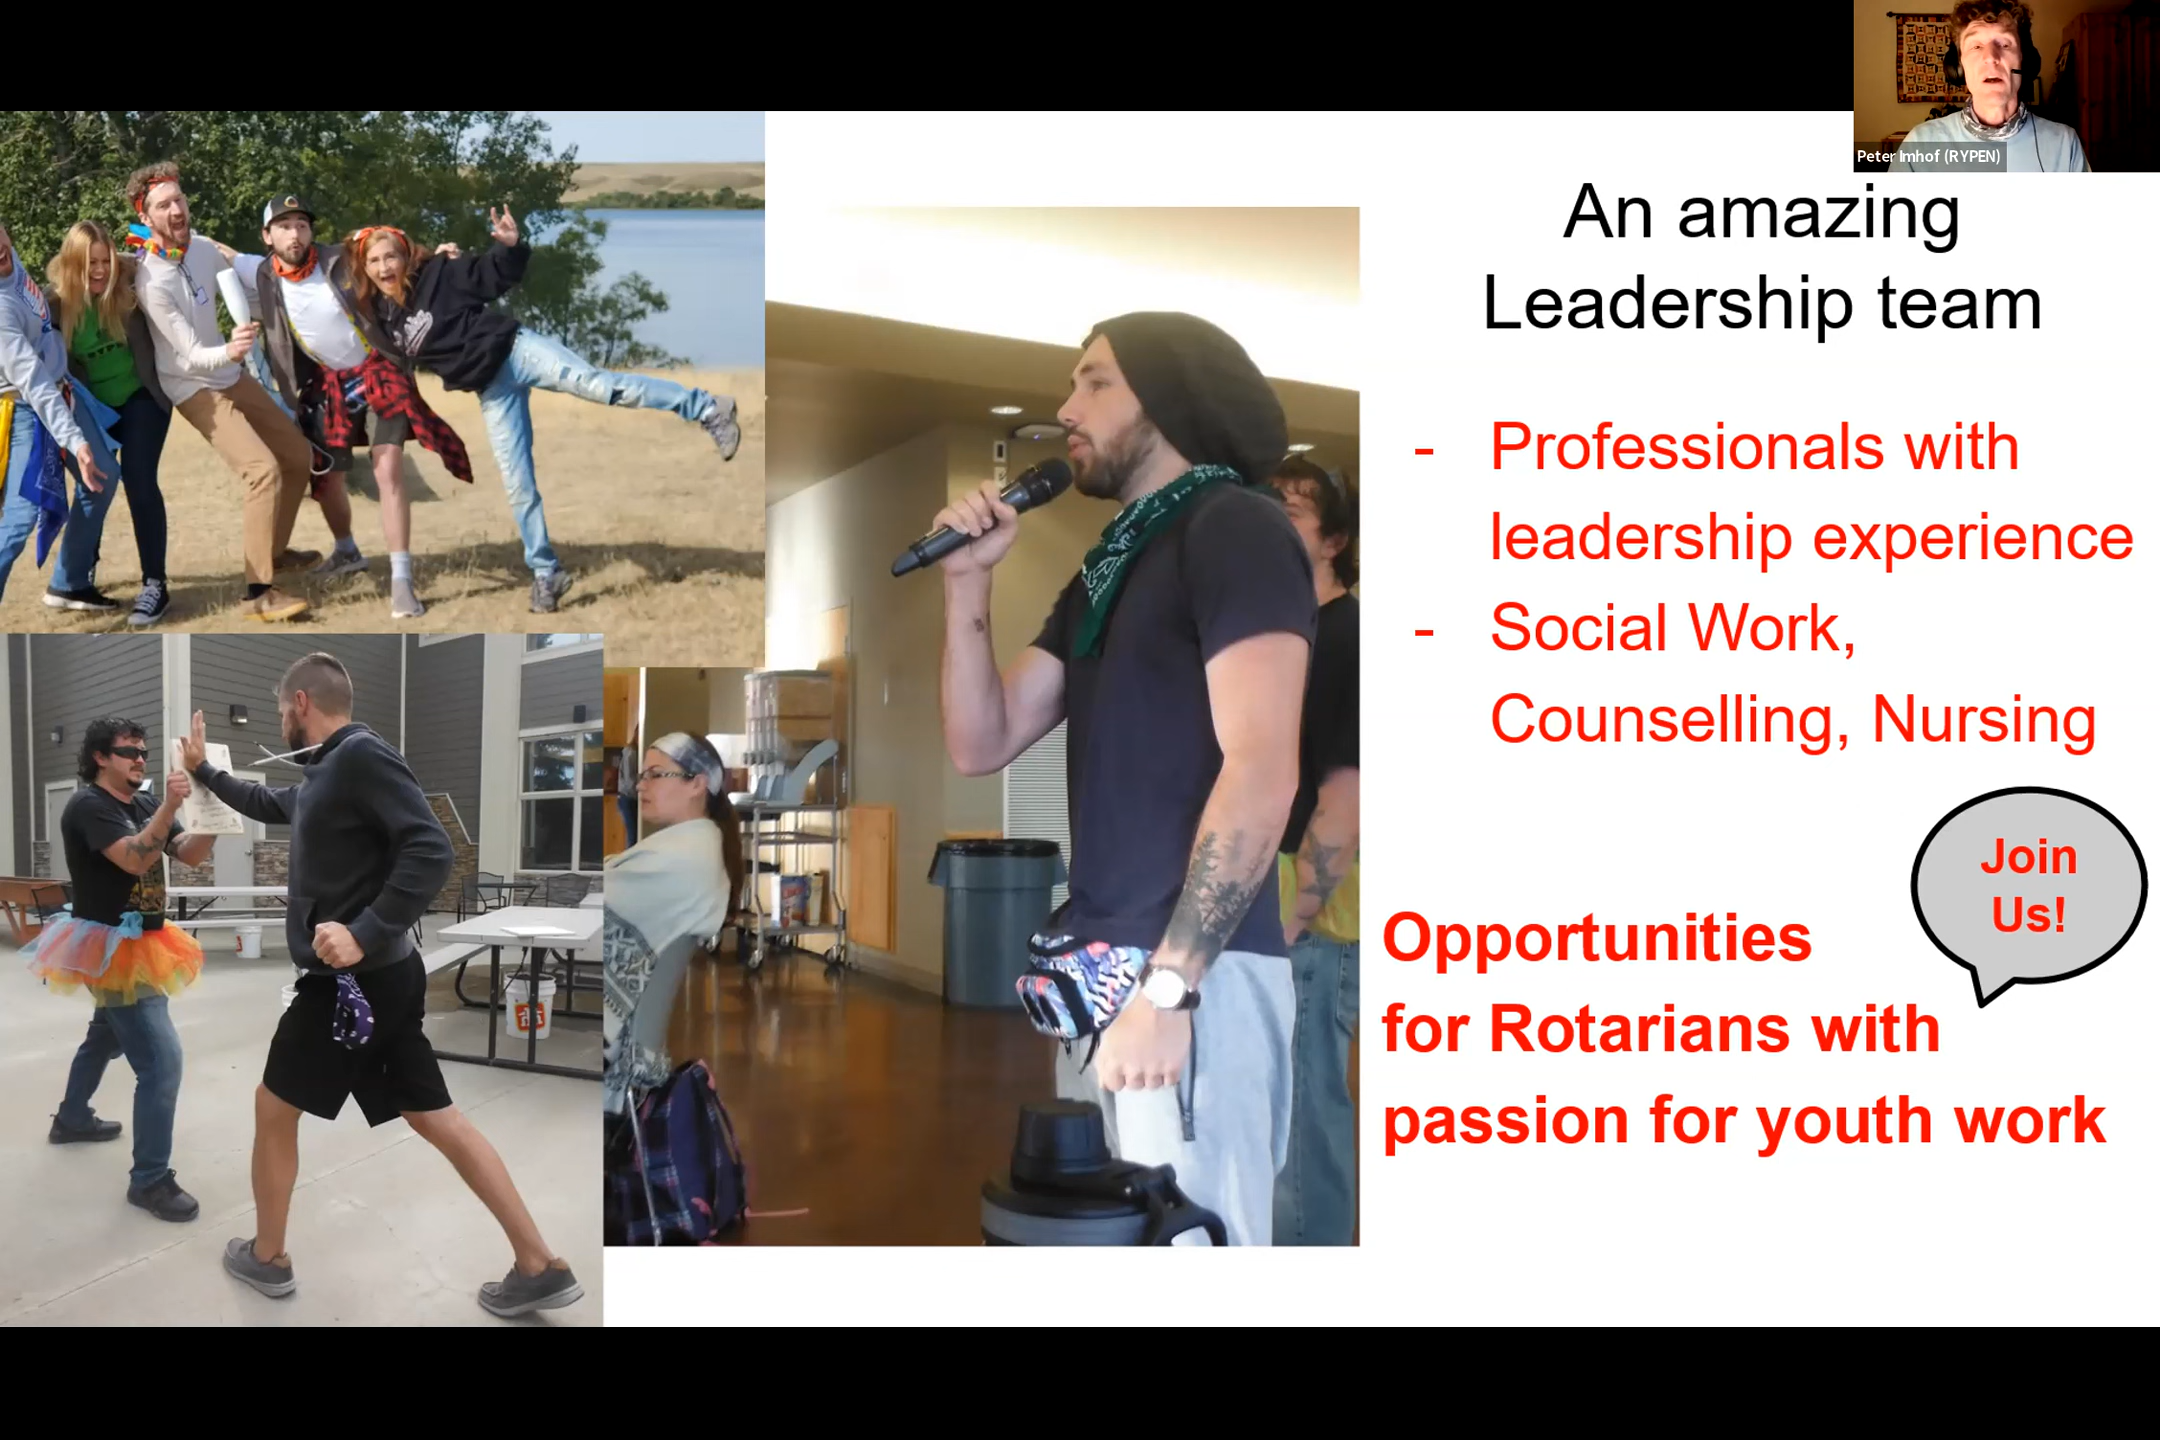 Peter Imhof (RYPEN)
An amazing
Leadership team
- Professionals with
leadership experience
- Social Work,
Counselling, Nursing
Join
Us!
Opportunities
for Rotarians with
passion for youth work